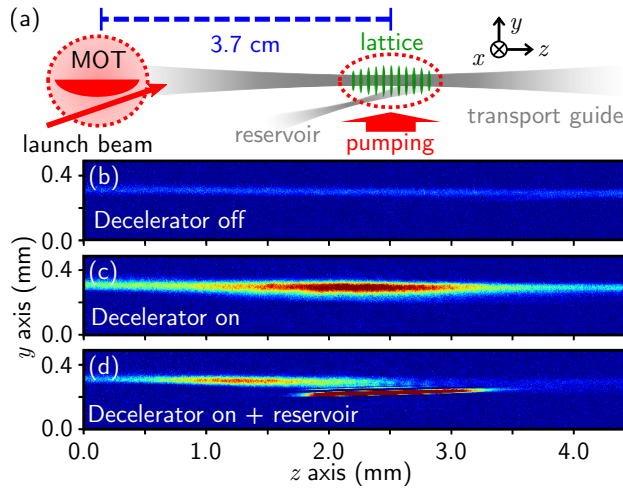 (a)
3.7 cm
MOT
lattice
y
x
z
launch beam
reservoir
pumping
transport guide
(b)
Decelerator off
0.4
0.0
(c)
Decelerator on
0.4
0.0
(d)
Decelerator on + reservoir
0.4
0.0
y axis (mm)
0.0 1.0 2.0 3.0 4.0
z axis (mm)